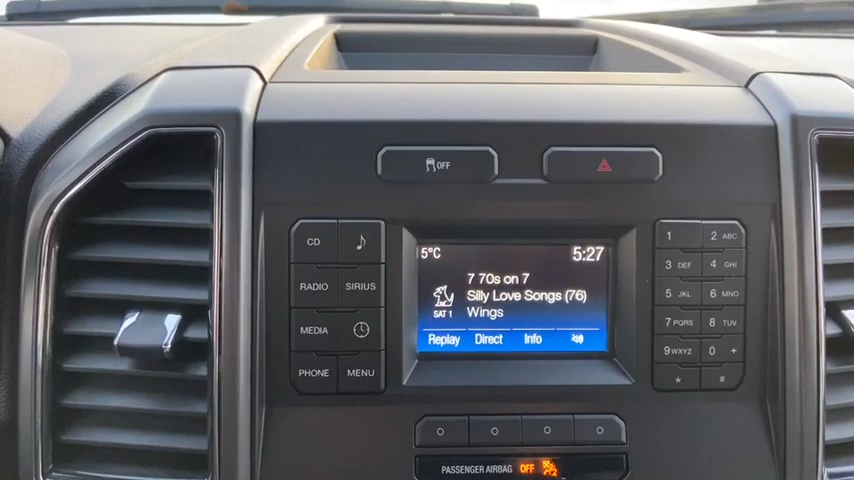 OFF
CD
RADIO SIRIUS
MEDIA
PHONE MENU
5°C 5:27
7 70s on 7
Silly Love Songs (76)
SAT 1 Wings
Replay Direct Info
1 2 ABC
3 DEF 4 GHI
5 JKL 6 MNO
7 PQRS 8 TUV
9 WXYZ 0 +
* #
PASSENGER AIRBAG OFF 2